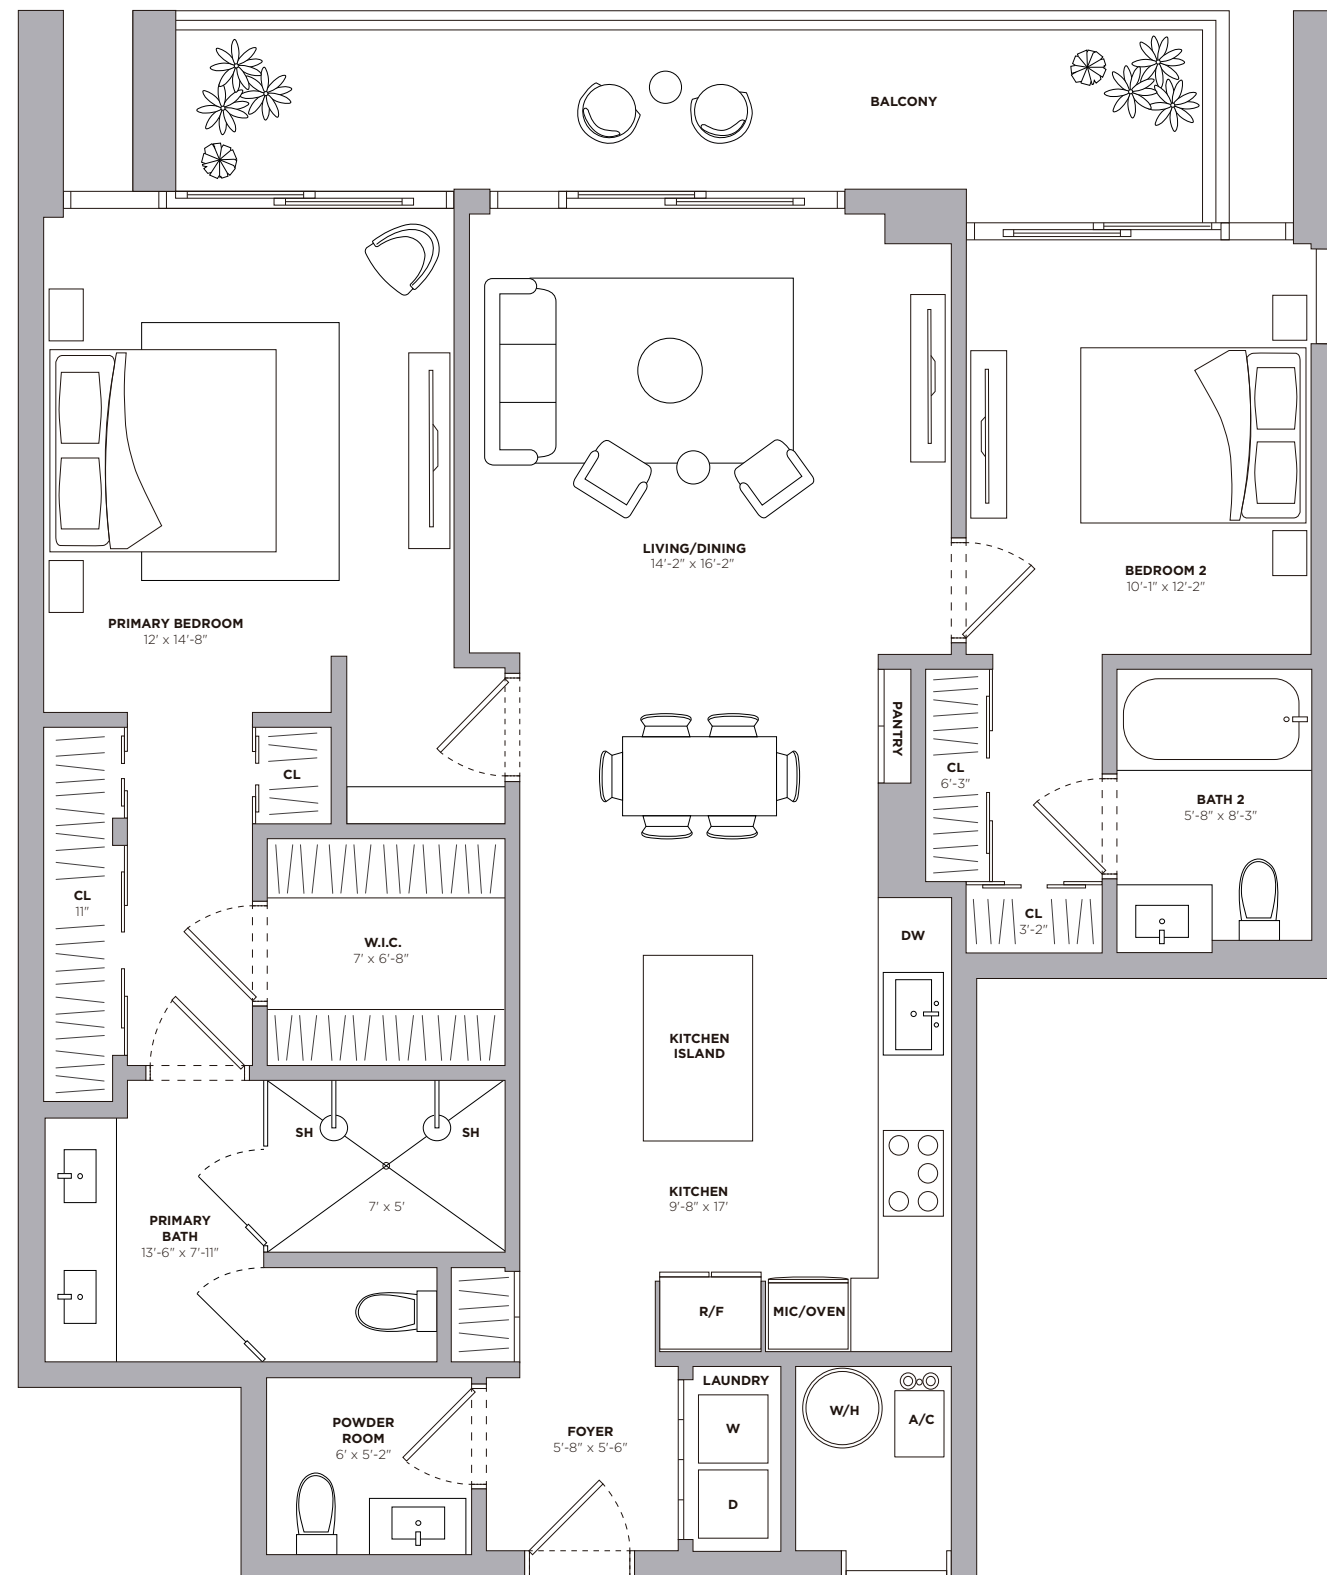 BALCONY
LIVING/DINING
14'-2" x 16'-2"
BEDROOM 2
10'-1" x 12'-2"
PRIMARY BEDROOM
12' x 14'-8"
PANTRY
CL
CL
6'-3"
BATH 2
5'-8" x 8'-3"
CL
11"
CL
3'-2"
DW
W.I.C.
7' x 6'-8"
KITCHEN
ISLAND
SH
SH
7' x 5'
KITCHEN
9'-8" x 17'
PRIMARY
BATH
13'-6" x 7'-11"
R/F
MIC/OVEN
LAUNDRY
W
D
W/H
A/C
POWDER
ROOM
6' x 5'-2"
FOYER
5'-8" x 5'-6"